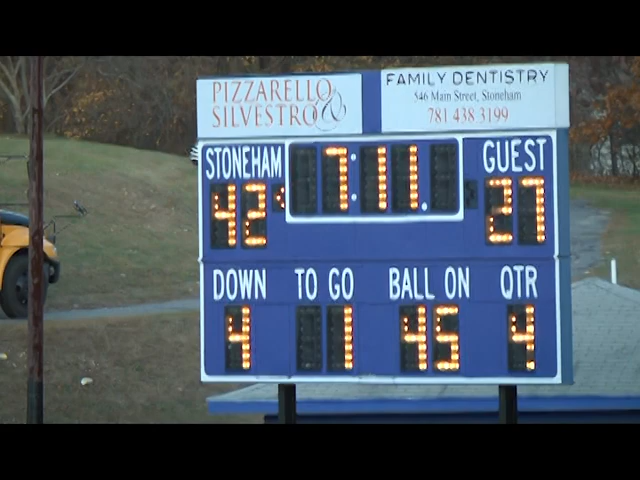 PIZZARELLO
SILVESTRO &
FAMILY DENTISTRY
546 Main Street, Stoneham
781 438 3199
STONEHAM
GUEST
42 7:11 27
DOWN TO GO BALL ON QTR
4 1 45 4